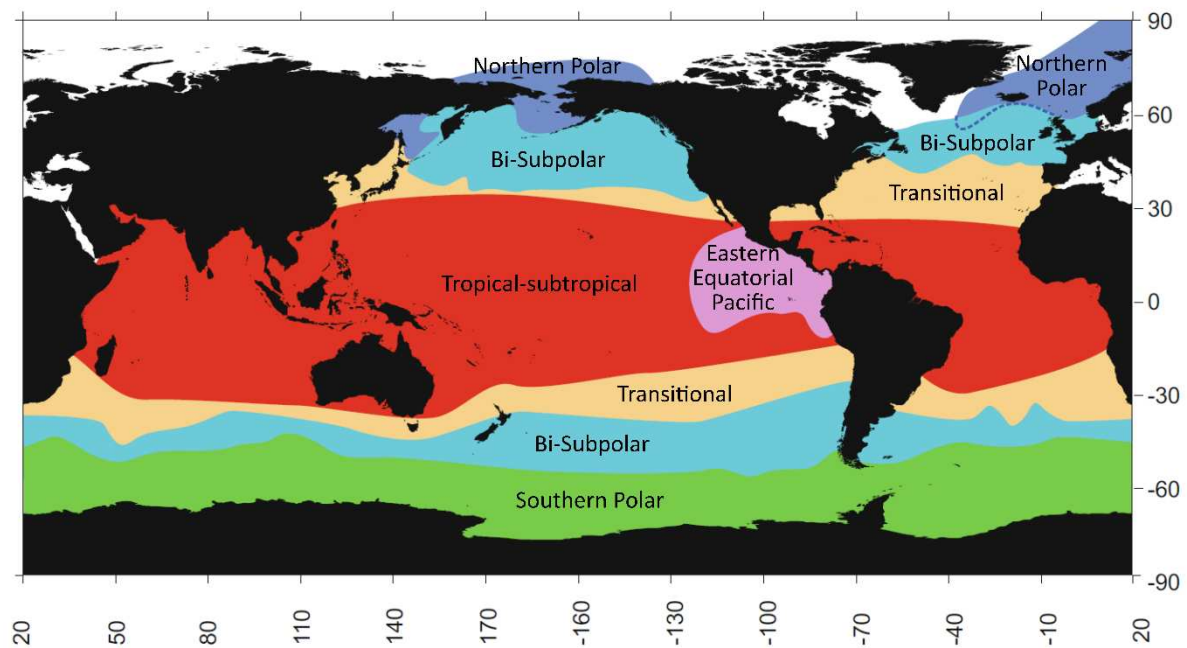 90
Northern Polar
Northern
Polar
60
Bi-Subpolar
Bi-Subpolar
Transitional
30
Eastern
Equatorial
Pacific
Tropical-subtropical
0
Transitional
-30
Bi-Subpolar
Southern Polar
-60
-90
20
50
80
110
140
170
-160
-130
-100
-70
-40
-10
20